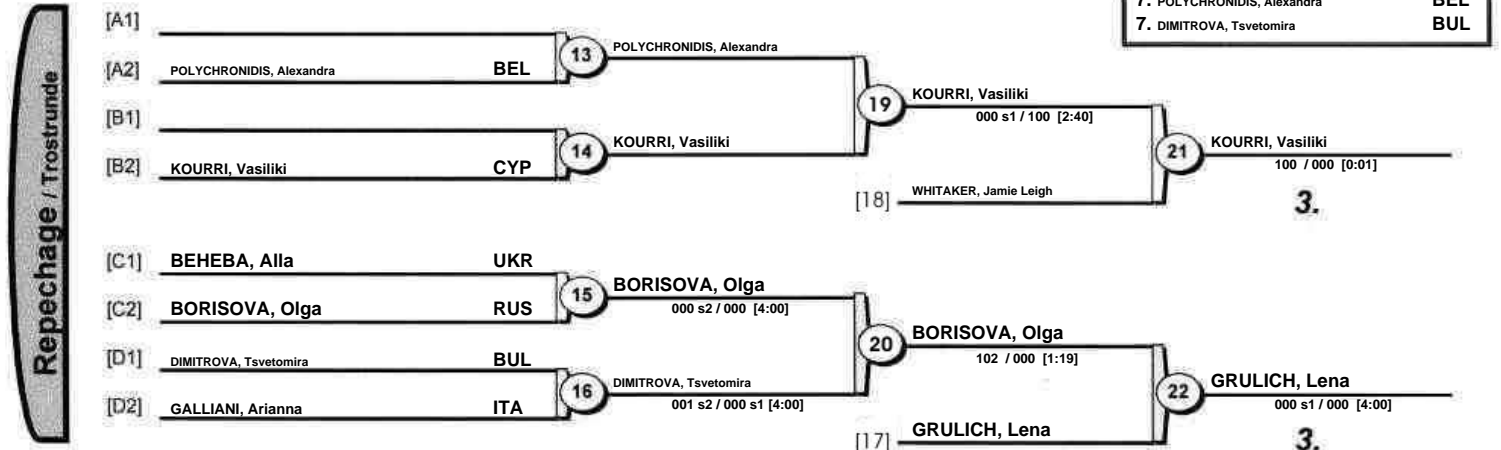 7. POLYCHRONIDIS, Alexandra BEL
7. DIMITROVA, Tsvetomira BUL
Repechage / Trostrunde
[A1]
[A2] POLYCHRONIDIS, Alexandra BEL
13 POLYCHRONIDIS, Alexandra
[B1]
[B2] KOURRI, Vasiliki CYP
14 KOURRI, Vasiliki
19 KOURRI, Vasiliki
000 s1 / 100 [2:40]
[18] WHITAKER, Jamie Leigh
21 KOURRI, Vasiliki
100 / 000 [0:01]
3.
[C1] BEHEBA, Alla UKR
[C2] BORISOVA, Olga RUS
15 BORISOVA, Olga
000 s2 / 000 [4:00]
[D1] DIMITROVA, Tsvetomira BUL
[D2] GALLIANI, Arianna ITA
16 DIMITROVA, Tsvetomira
001 s2 / 000 s1 [4:00]
20 BORISOVA, Olga
102 / 000 [1:19]
[17] GRULICH, Lena
22 GRULICH, Lena
000 s1 / 000 [4:00]
3.